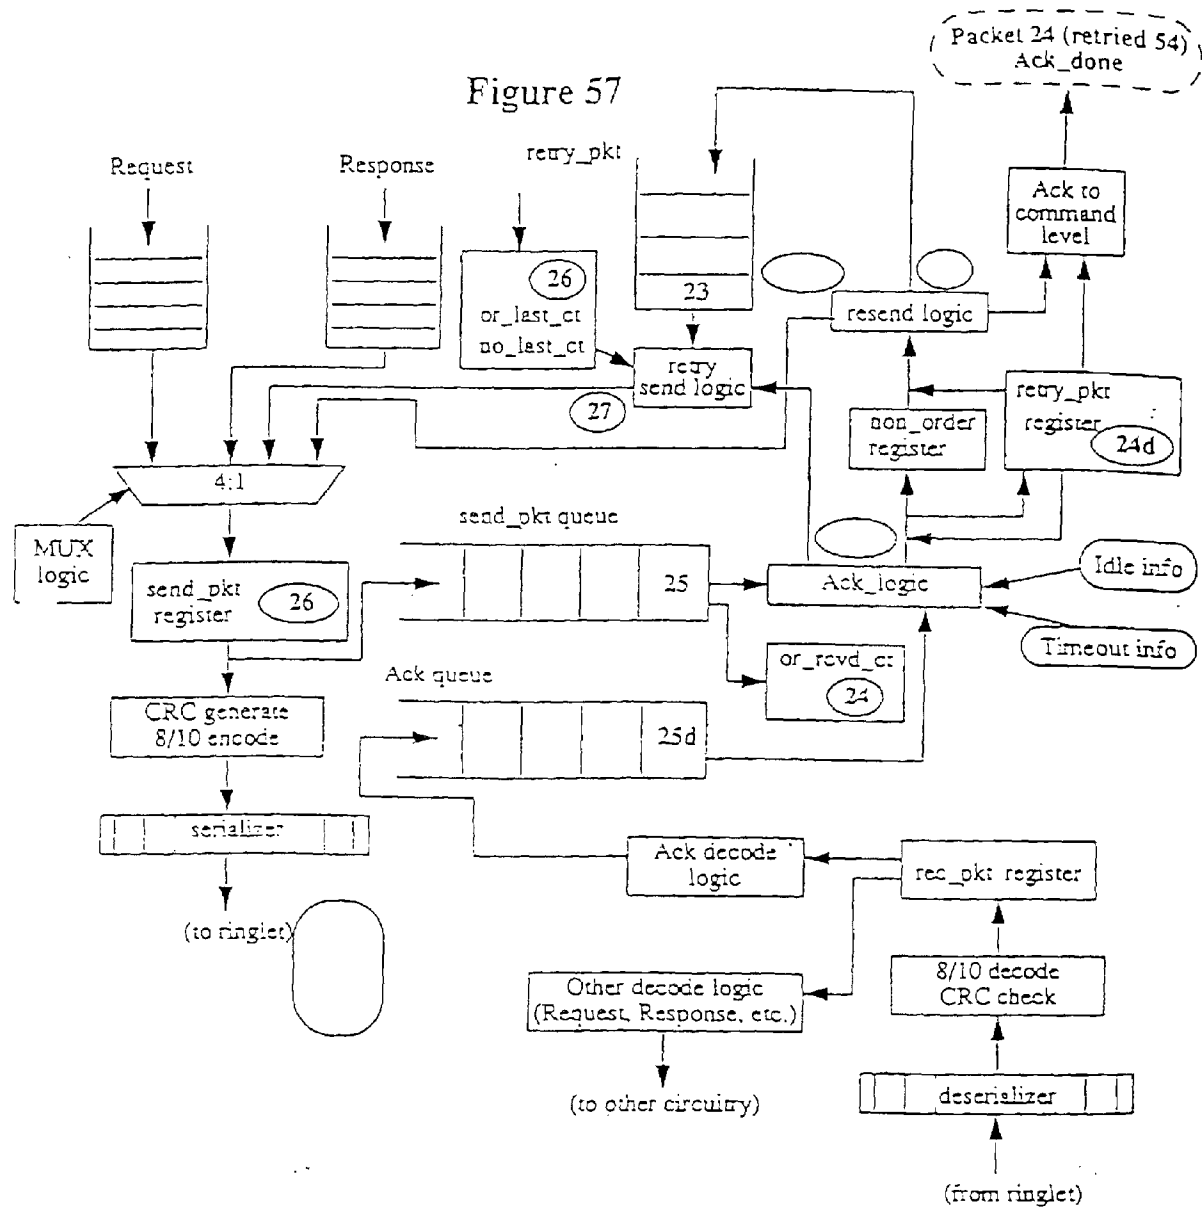 Packet 24 (retried 54)
Ack_done
Figure 57
Request
Response
retry_pkt
Ack to
command
level
26
or_last_ct
no_last_ct
23
resend logic
retry
send logic
27
non_order
register
retry_pkt
register
24d
4:1
MUX
logic
send_pkt queue
send_pkt
register
26
25
Ack_logic
Idle info
Timeout info
or_rcvd_ct
24
Ack queue
CRC generate
8/10 encode
25d
serializer
Ack decode
logic
rec_pkt register
(to ringlet)
8/10 decode
CRC check
Other decode logic
(Request, Response, etc.)
(to other circuitry)
deserializer
(from ringlet)